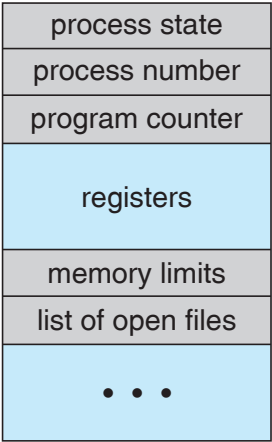 process state
process number
program counter
registers
memory limits
list of open files
• • •